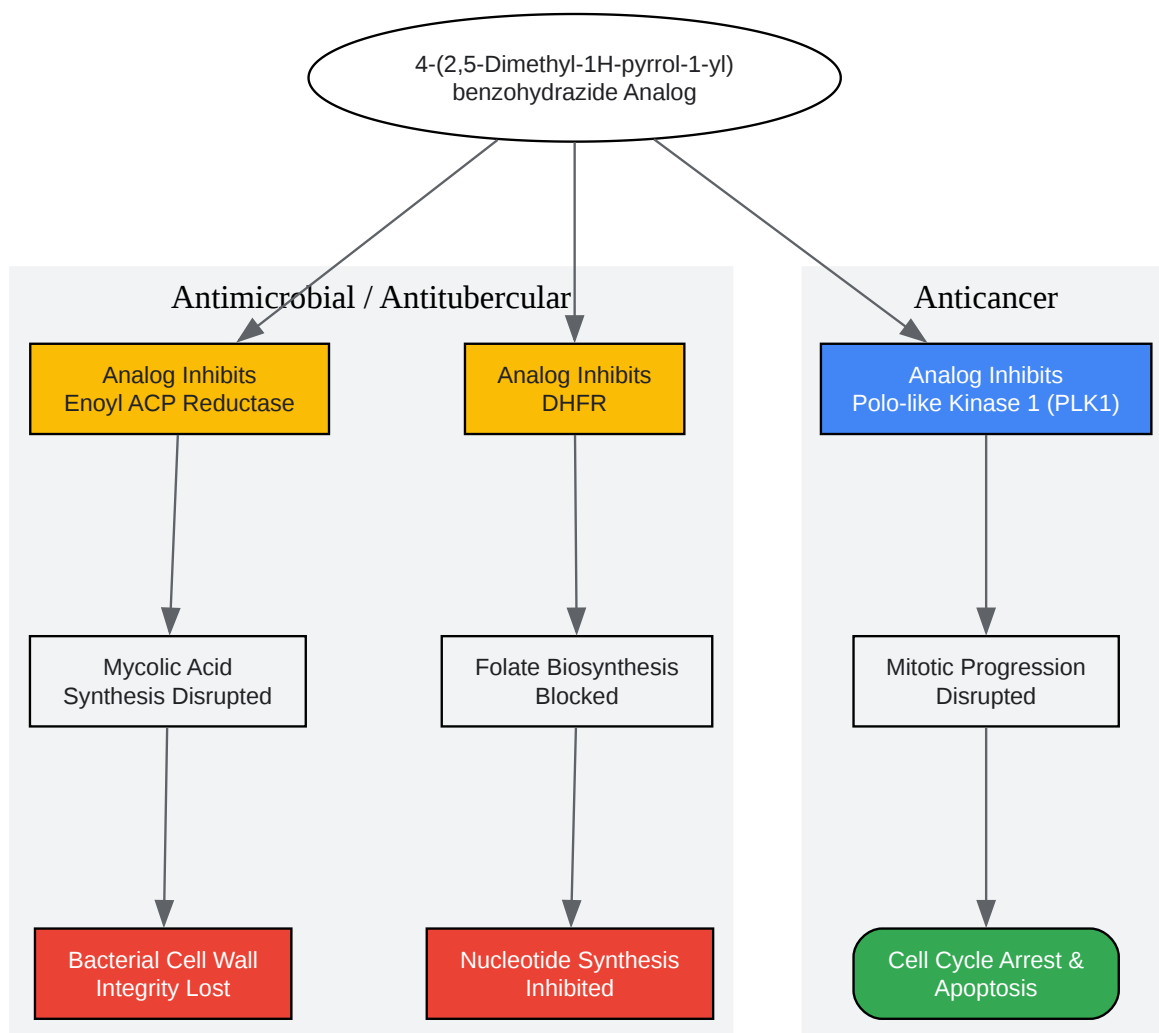 4-(2,5-Dimethyl-1H-pyrrol-1-yl)
benzohydrazide Analog
Antimicrobial / Antitubercular
Anticancer
Analog Inhibits
Enoyl ACP Reductase
Analog Inhibits
DHFR
Analog Inhibits
Polo-like Kinase 1 (PLK1)
Mycolic Acid
Synthesis Disrupted
Folate Biosynthesis
Blocked
Mitotic Progression
Disrupted
Bacterial Cell Wall
Integrity Lost
Nucleotide Synthesis
Inhibited
Cell Cycle Arrest &
Apoptosis